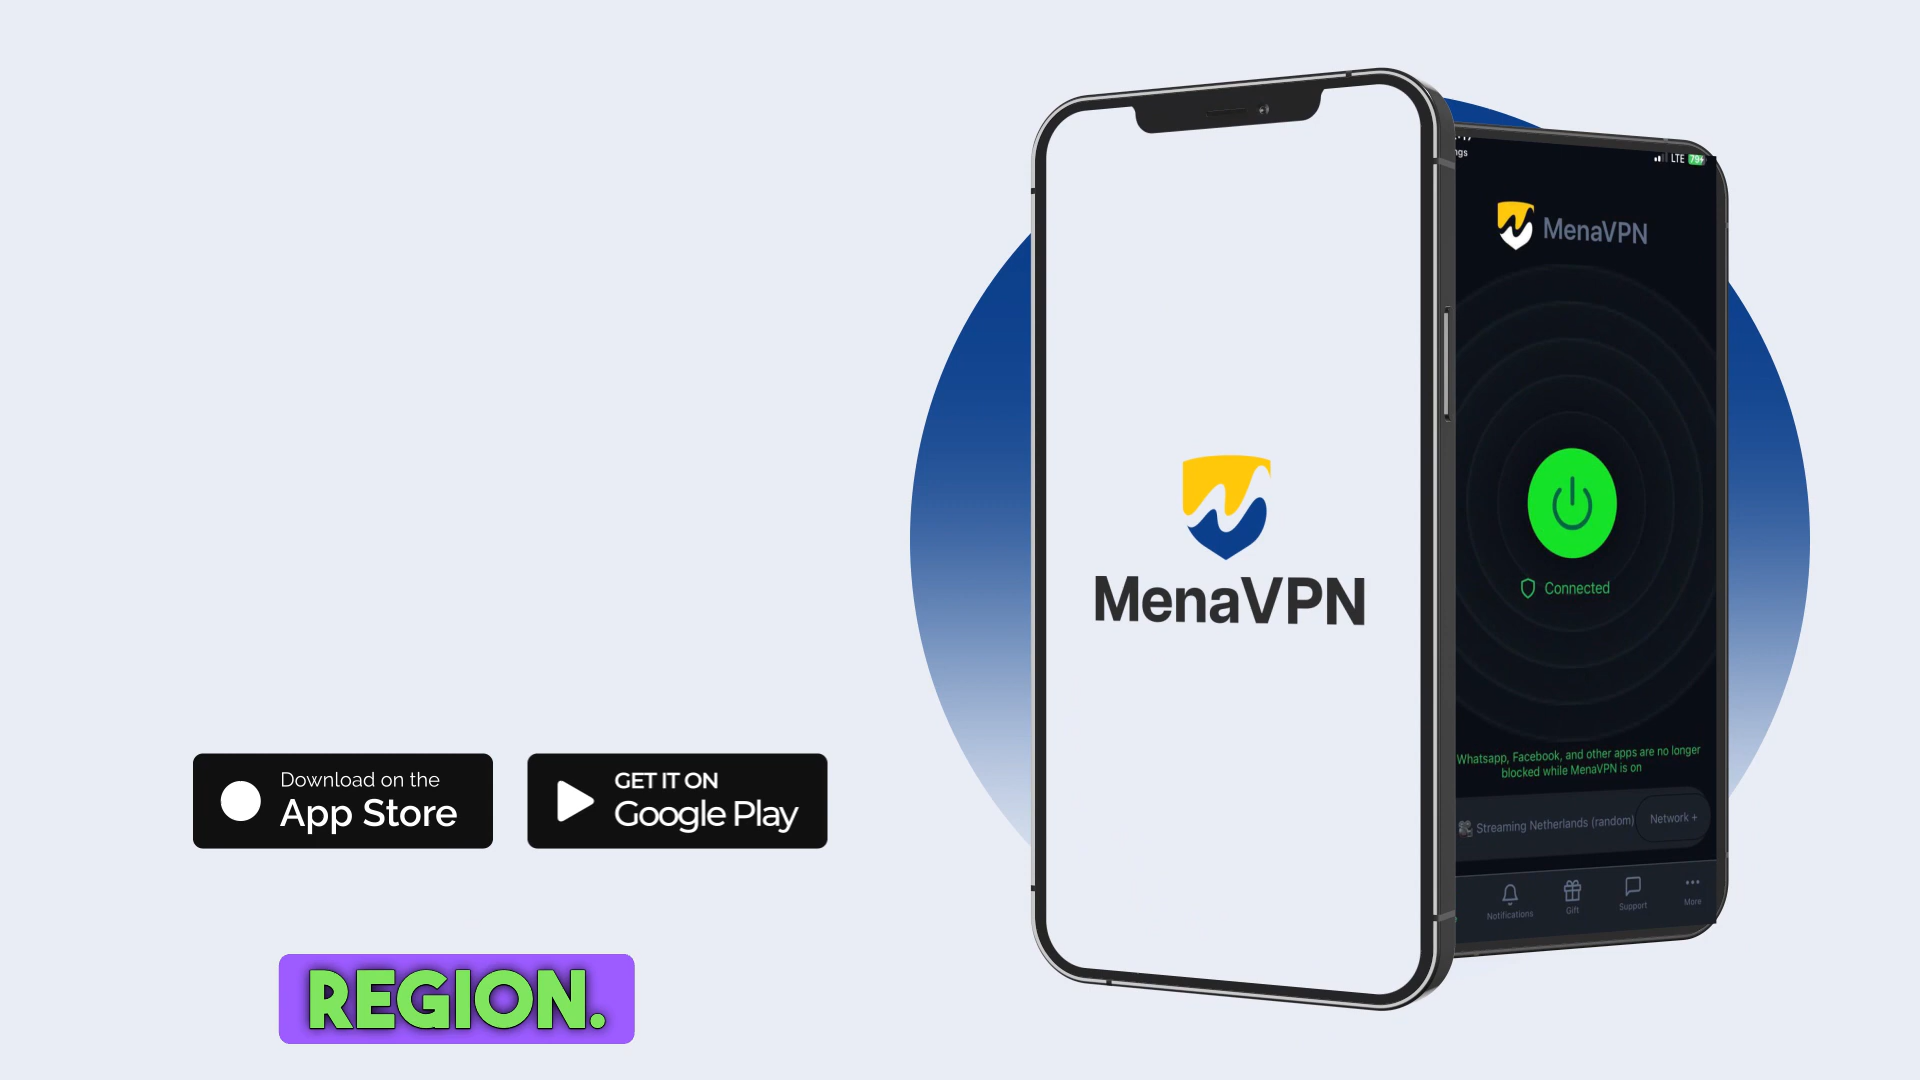 Download on the
App Store
GET IT ON
Google Play
REGION.
MenaVPN
LTE 79
MenaVPN
Connected
Whatsapp, Facebook, and other apps are no longer
blocked while MenaVPN is on
Streaming Netherlands (random)
Network +
Notifications
Gift
Support
More